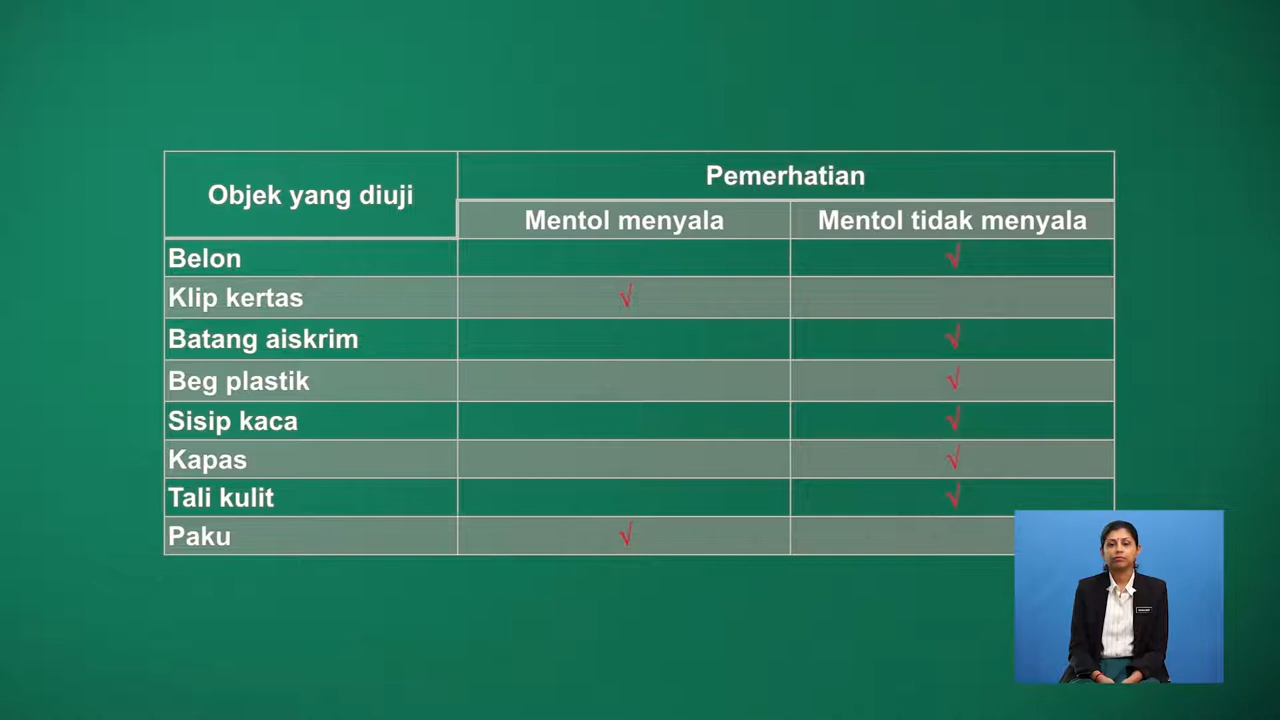 Objek yang diuji
Pemerhatian
Mentol menyala
Mentol tidak menyala
Belon √
Klip kertas √
Batang aiskrim √
Beg plastik √
Sisip kaca √
Kapas √
Tali kulit √
Paku √